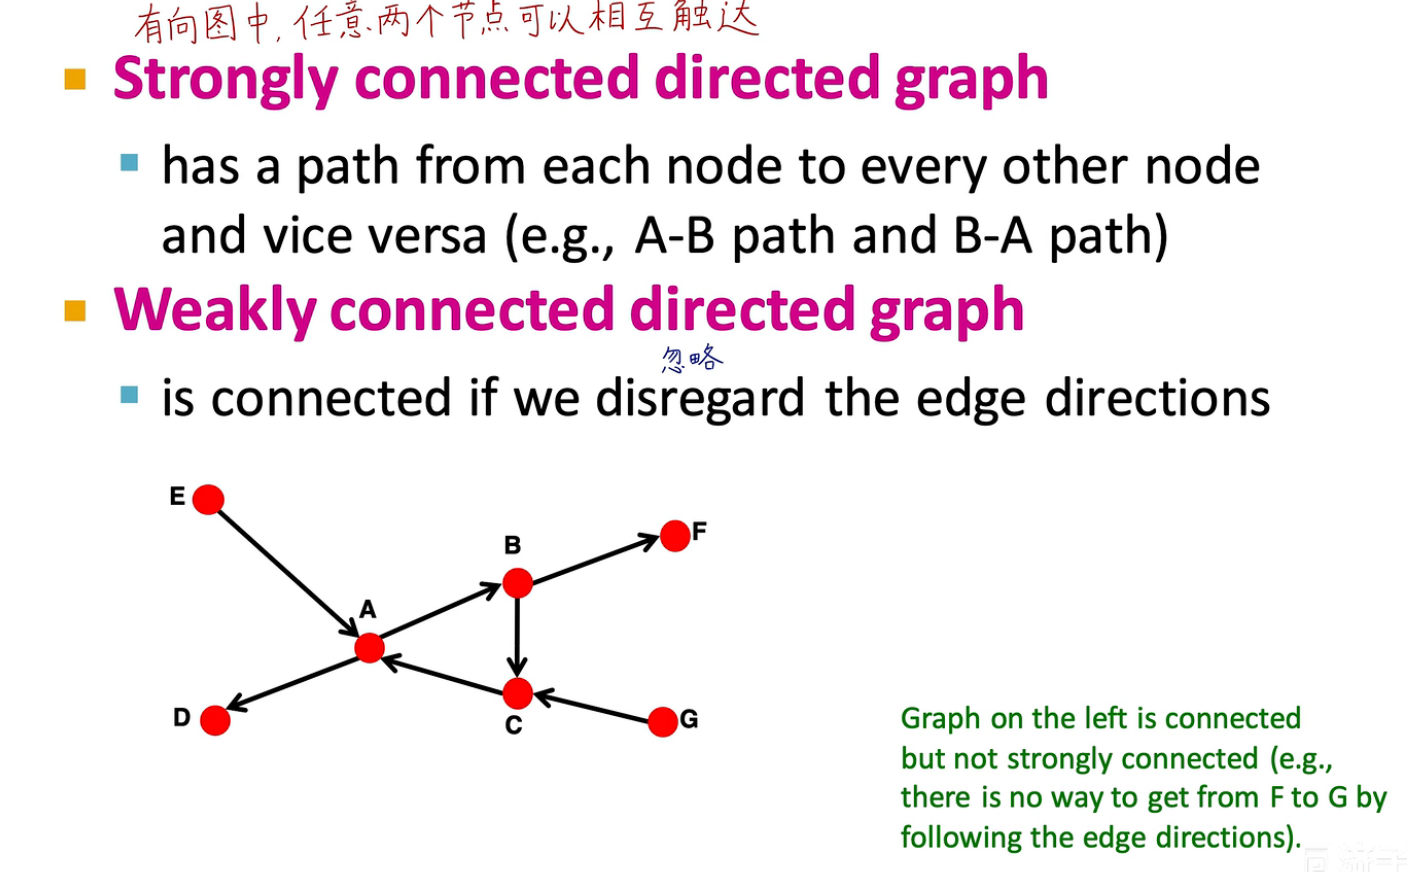 有向图中,任意两个节点可以相互触达
Strongly connected directed graph
has a path from each node to every other node
and vice versa (e.g., A-B path and B-A path)
Weakly connected directed graph
忽略
is connected if we disregard the edge directions
E
F
B
A
D
C
G
Graph on the left is connected
but not strongly connected (e.g.,
there is no way to get from F to G by
following the edge directions).